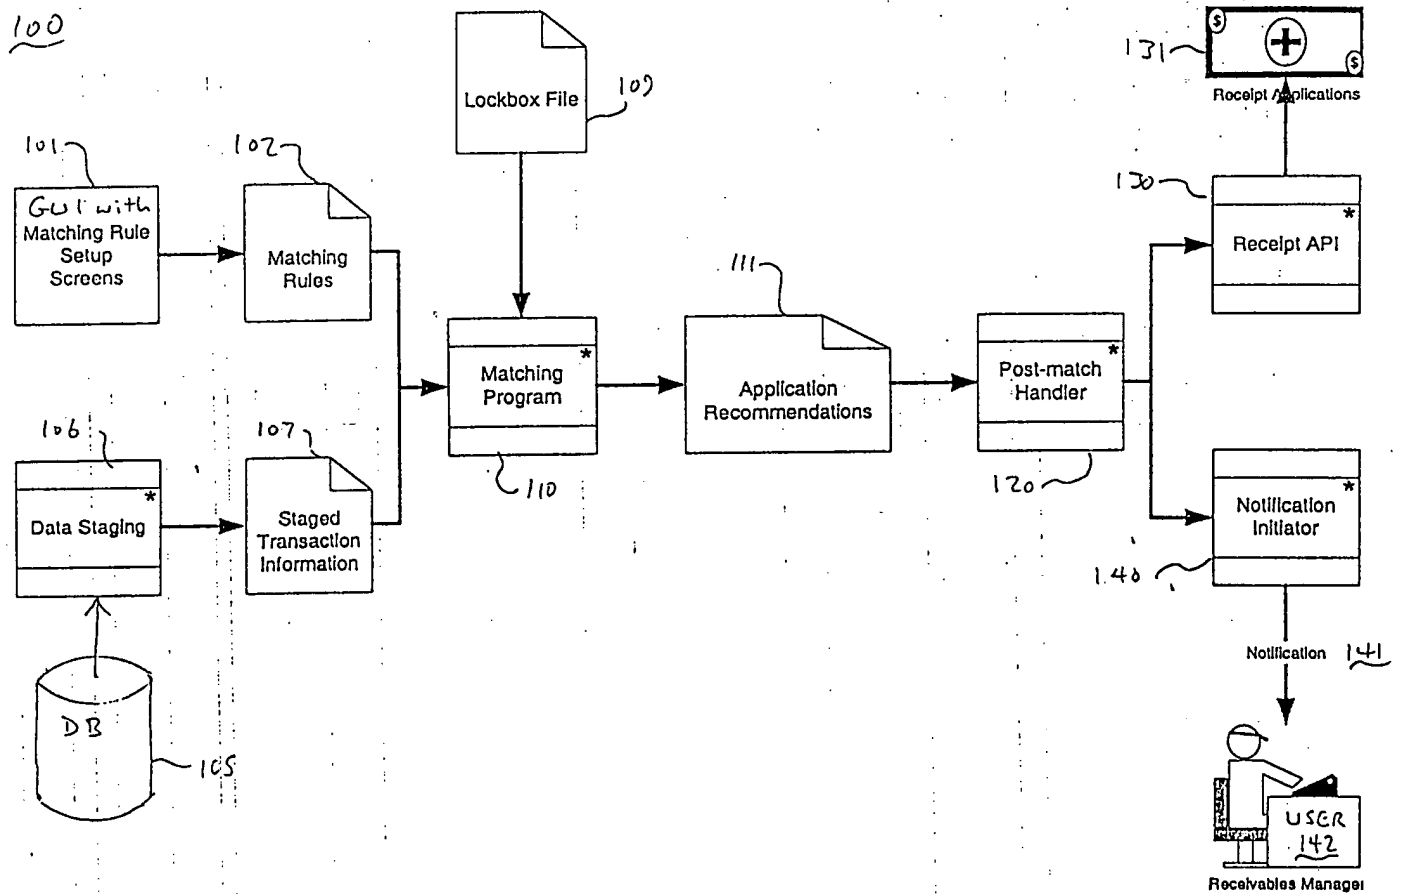 100
Lockbox File
109
131
$
$
Receipt Applications
101
GUI with
Matching Rule
Setup
Screens
102
Matching
Rules
130
*
Receipt API
111
*
Matching
Program
110
Application
Recommendations
*
Post-match
Handler
120
106
*
Data Staging
107
Staged
Transaction
Information
*
Notification
Initiator
140
DB
105
Notification
141
USER
142
Receivables Manager